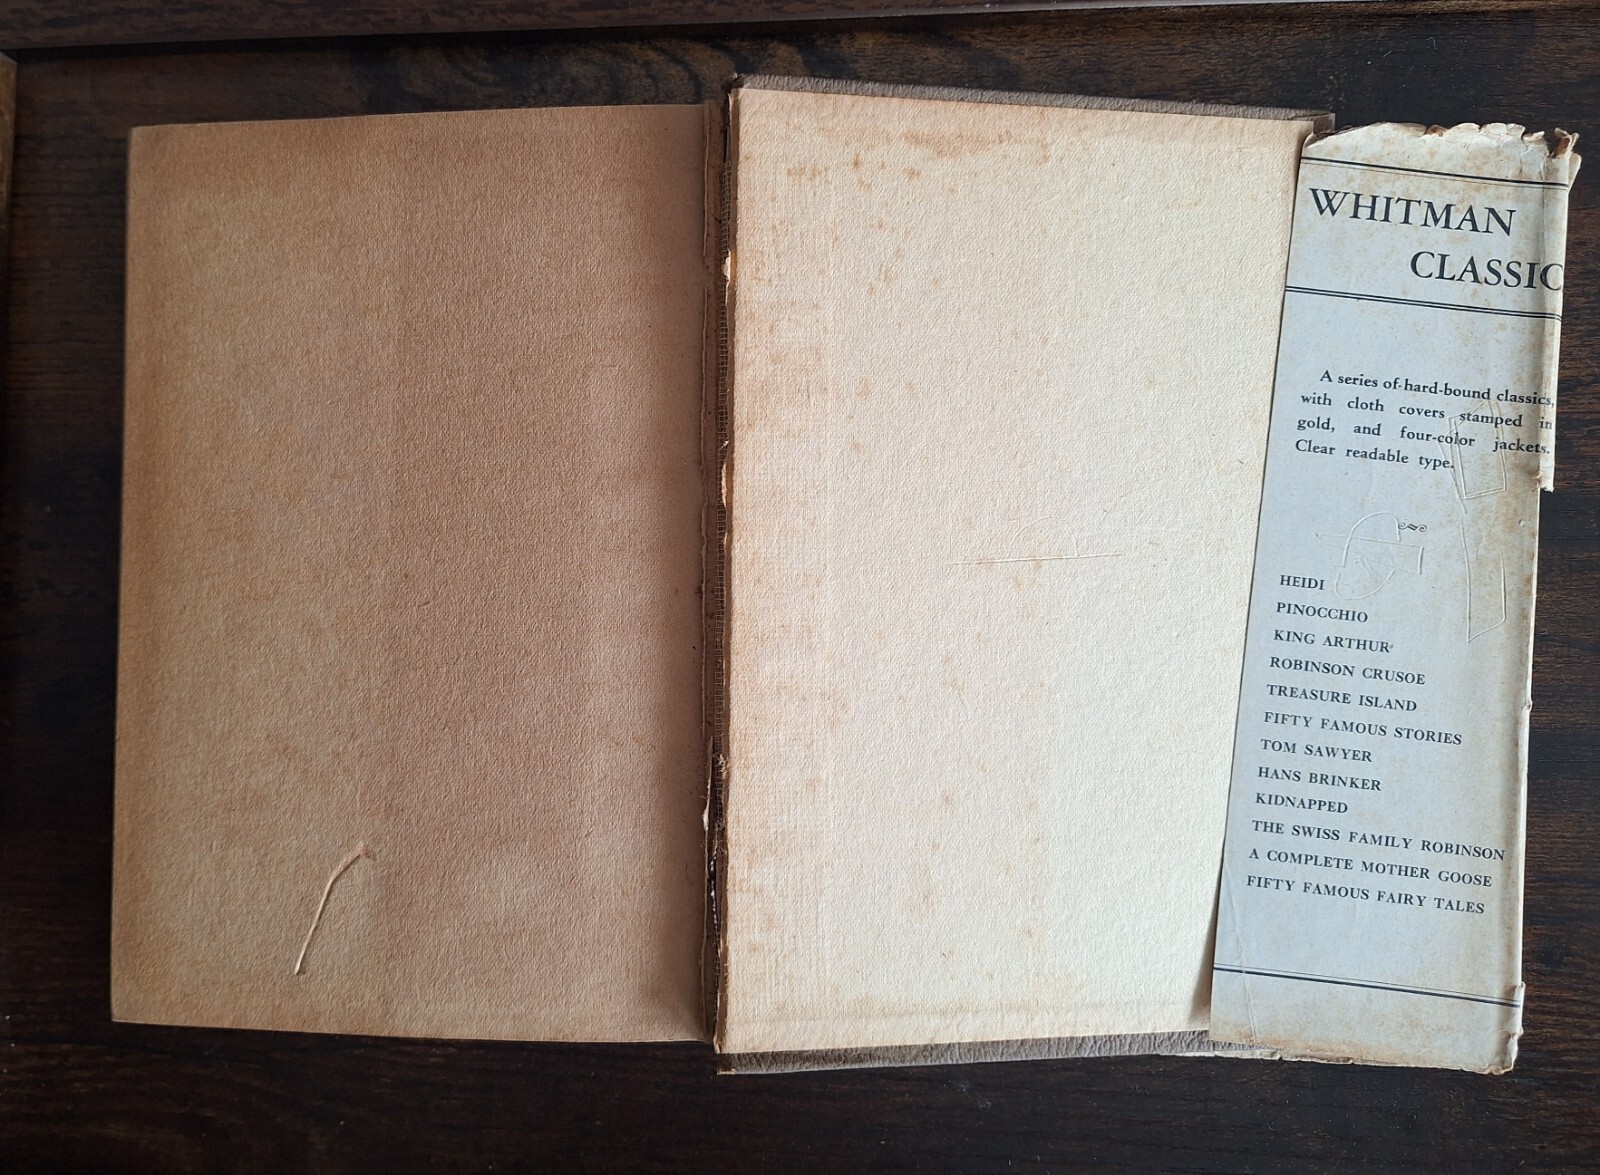 WHITMAN
CLASSIC
A series of hard-bound classics,
with cloth covers stamped in
gold, and four-color jackets.
Clear readable type.
HEIDI
PINOCCHIO
KING ARTHUR
ROBINSON CRUSOE
TREASURE ISLAND
FIFTY FAMOUS STORIES
TOM SAWYER
HANS BRINKER
KIDNAPPED
THE SWISS FAMILY ROBINSON
A COMPLETE MOTHER GOOSE
FIFTY FAMOUS FAIRY TALES